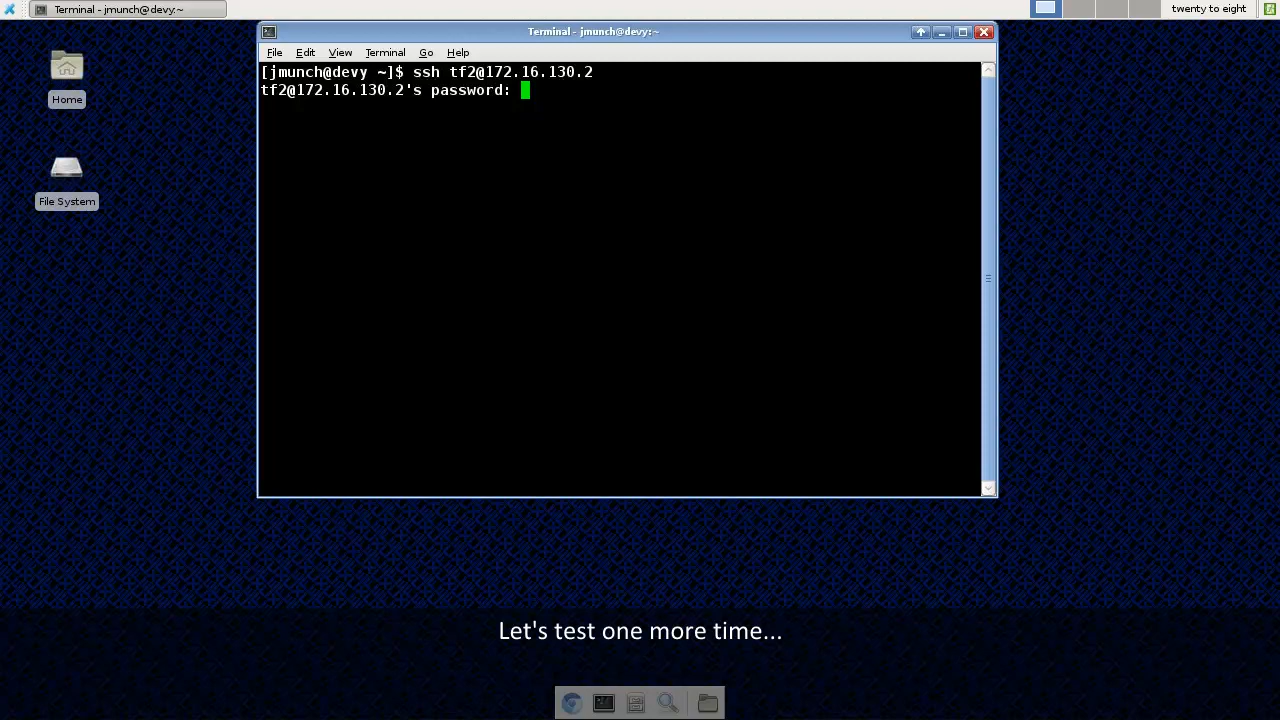 Terminal - jmunch@devy:~
twenty to eight
Terminal - jmunch@devy:~
File Edit View Terminal Go Help
[jmunch@devy ~]$ ssh tf2@172.16.130.2
tf2@172.16.130.2's password:
Home
File System
Let's test one more time...